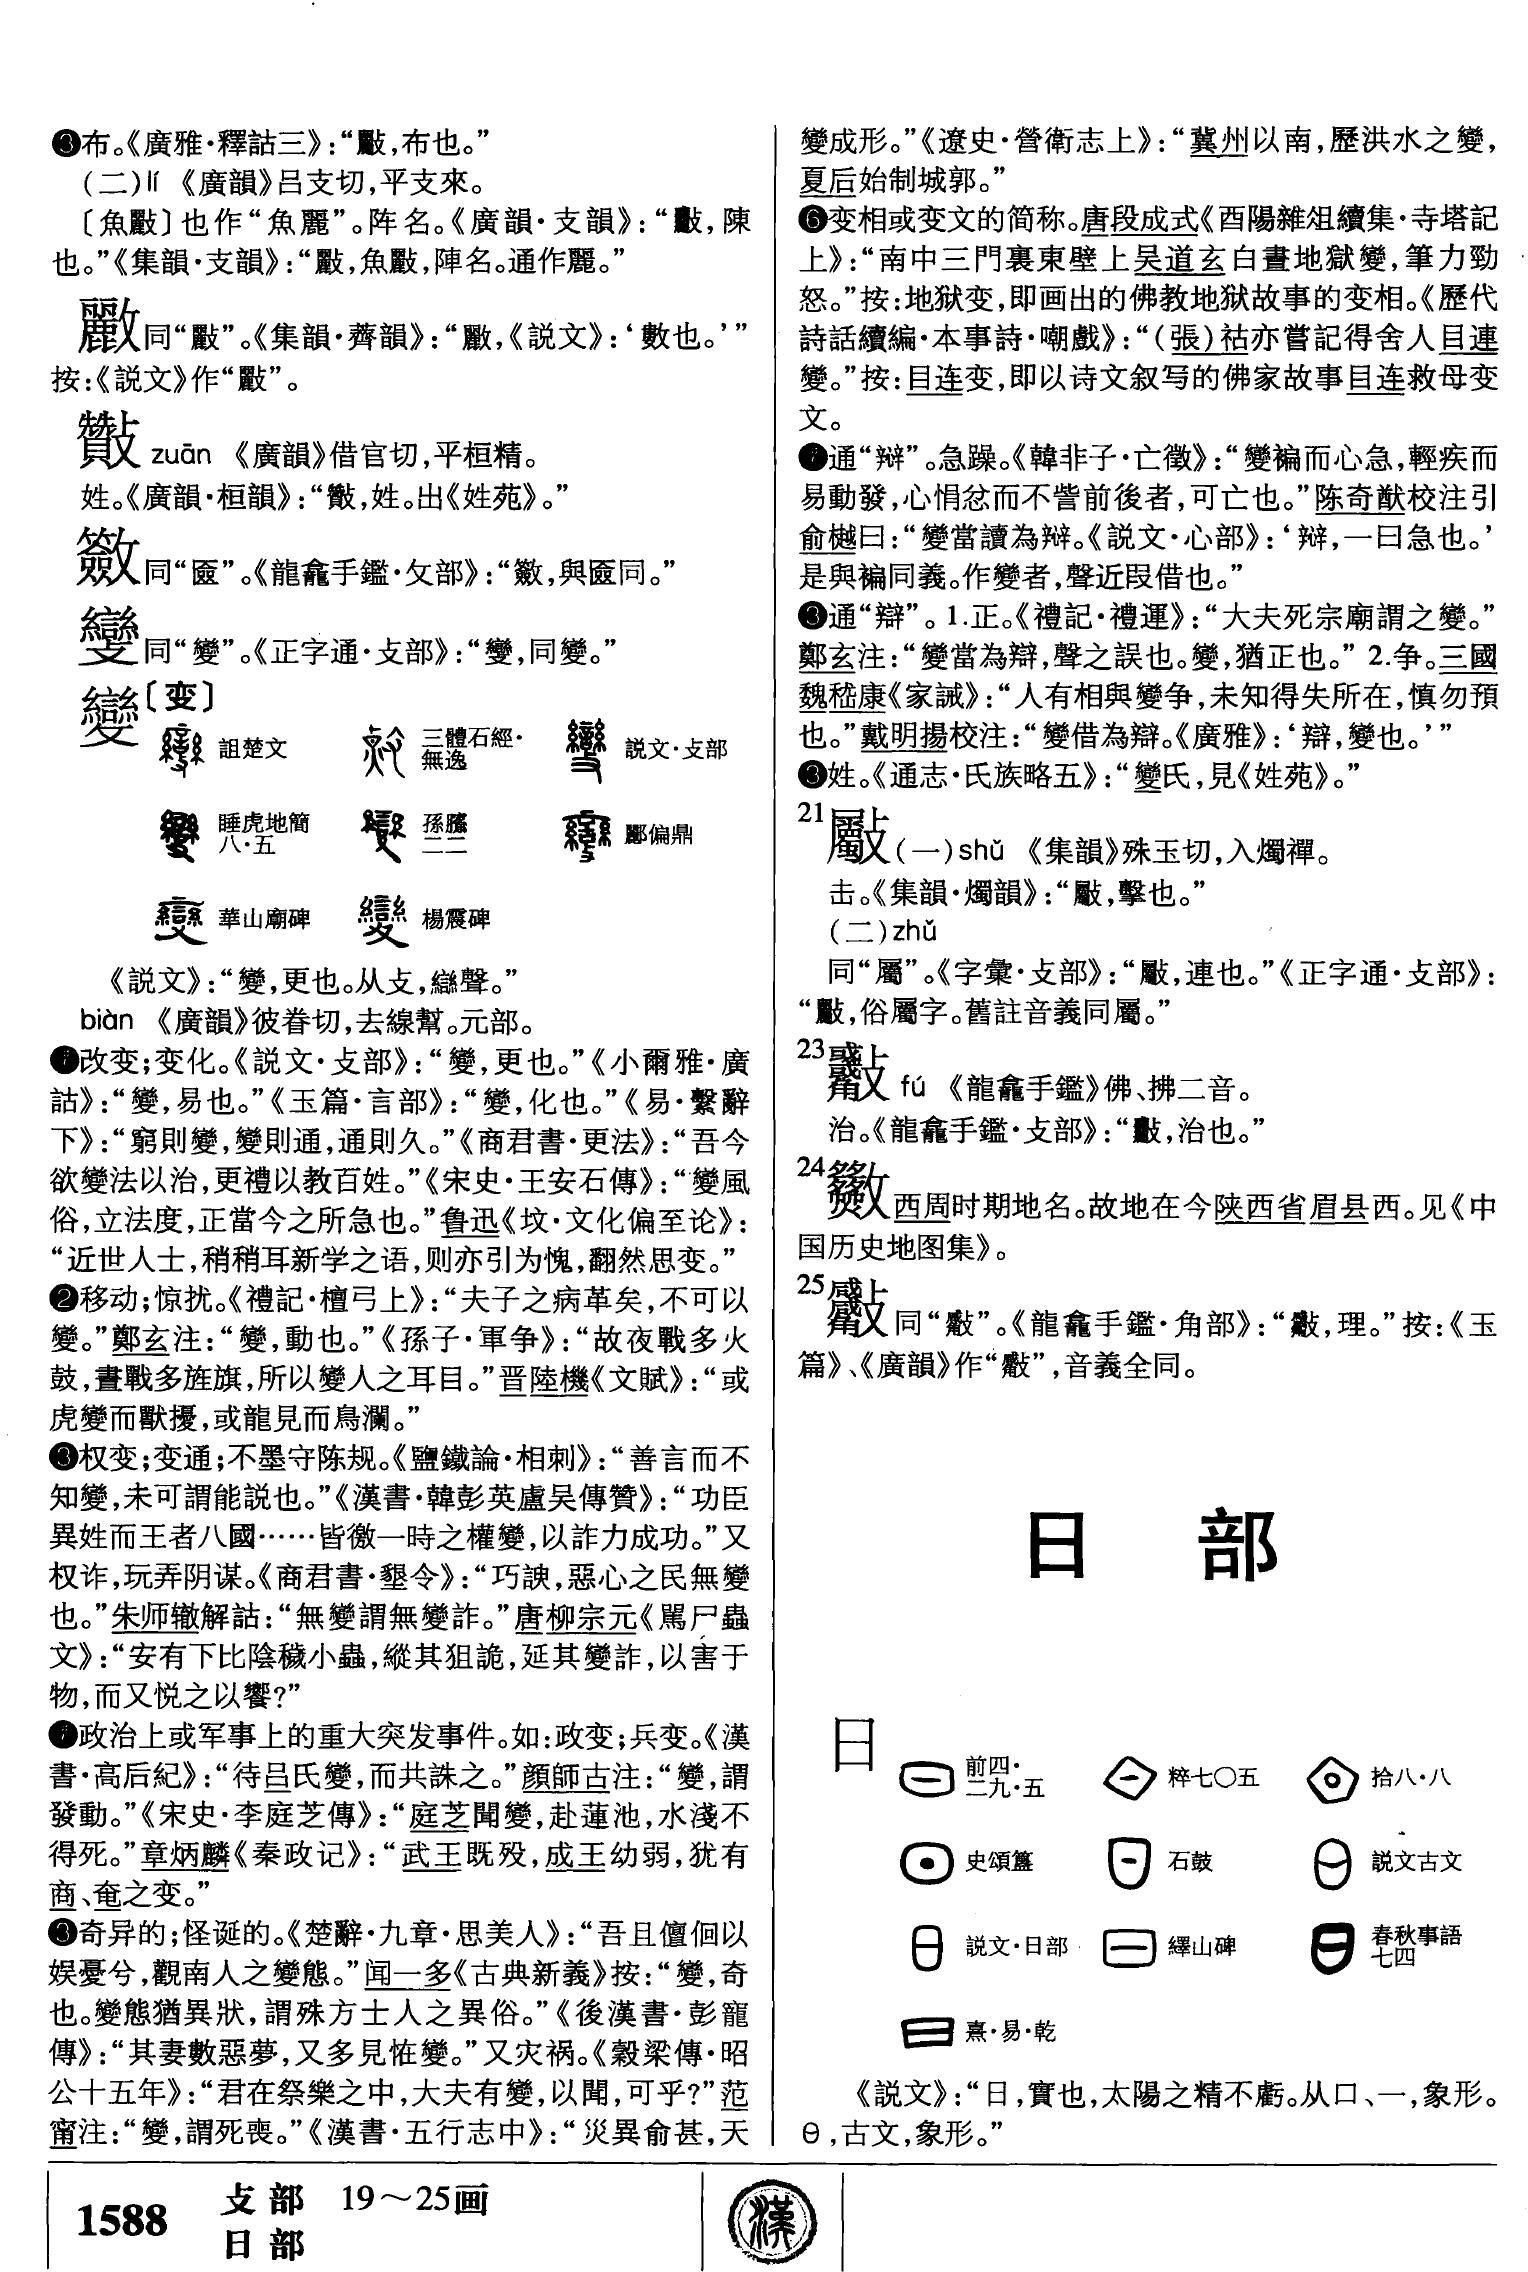 ❸布。《廣雅·釋詁三》:“𢿛,布也。”
(二)lí 《廣韻》吕支切,平支來。
〔魚𢿛〕也作“魚麗”。阵名。《廣韻·支韻》:“𢿛,陳
也。”《集韻·支韻》:“𢿛,魚𢿛,陣名。通作麗。”
同“𢿛”。《集韻·薺韻》:“,《説文》:‘數也。’”
按:《説文》作“𢿛”。
zuān 《廣韻》借官切,平桓精。
姓。《廣韻·桓韻》:“,姓。出《姓苑》。”
同“匳”。《龍龕手鑑·攵部》:“,與匳同。”
變同“變”。《正字通·攴部》:“變,同變。”
變〔变〕
詛楚文 三體石經·無逸 説文·攴部
睡虎地簡八·五 孫臏二二 酈偏鼎
華山廟碑 楊震碑
《説文》:“變,更也。从攴,䜌聲。”
biàn 《廣韻》彼眷切,去線幫。元部。
❶改变;变化。《説文·攴部》:“變,更也。”《小爾雅·廣
詁》:“變,易也。”《玉篇·言部》:“變,化也。”《易·繫辭
下》:“窮則變,變則通,通則久。”《商君書·更法》:“吾今
欲變法以治,更禮以教百姓。”《宋史·王安石傳》:“變風
俗,立法度,正當今之所急也。”鲁迅《坟·文化偏至论》:
“近世人士,稍稍耳新学之语,则亦引为愧,翻然思变。”
❷移动;惊扰。《禮記·檀弓上》:“夫子之病革矣,不可以
變。”鄭玄注:“變,動也。”《孫子·軍争》:“故夜戰多火
鼓,晝戰多旌旗,所以變人之耳目。”晋陸機《文賦》:“或
虎變而獸擾,或龍見而鳥瀾。”
❸权变;变通;不墨守陈规。《鹽鐵論·相刺》:“善言而不
知變,未可謂能説也。”《漢書·韓彭英盧吴傳贊》:“功臣
異姓而王者八國……皆徼一時之權變,以詐力成功。”又
权诈,玩弄阴谋。《商君書·墾令》:“巧諛,惡心之民無變
也。”朱师辙解詁:“無變謂無變詐。”唐柳宗元《駡尸蟲
文》:“安有下比陰穢小蟲,縱其狙詭,延其變詐,以害于
物,而又悦之以饗?”
❹政治上或军事上的重大突发事件。如:政变;兵变。《漢
書·高后紀》:“待吕氏變,而共誅之。”顔師古注:“變,謂
發動。”《宋史·李庭芝傳》:“庭芝聞變,赴蓮池,水淺不
得死。”章炳麟《秦政记》:“武王既殁,成王幼弱,犹有
商、奄之变。”
❺奇异的;怪诞的。《楚辭·九章·思美人》:“吾且儃佪以
娱憂兮,觀南人之變態。”闻一多《古典新義》按:“變,奇
也。變態猶異狀,謂殊方士人之異俗。”《後漢書·彭寵
傳》:“其妻數惡夢,又多見恠變。”又灾祸。《穀梁傳·昭
公十五年》:“君在祭樂之中,大夫有變,以聞,可乎?”范
甯注:“變,謂死喪。”《漢書·五行志中》:“災異俞甚,天
變成形。”《遼史·營衛志上》:“冀州以南,歷洪水之變,
夏后始制城郭。”
❻变相或变文的简称。唐段成式《酉陽雜俎續集·寺塔記
上》:“南中三門裏東壁上吴道玄白畫地獄變,筆力勁
怒。”按:地狱变,即画出的佛教地狱故事的变相。《歷代
詩話續編·本事詩·嘲戲》:“(張)祜亦嘗記得舍人目連
變。”按:目连变,即以诗文叙写的佛家故事目连救母变
文。
❼通“辩”。急躁。《韓非子·亡徵》:“變褊而心急,輕疾而
易動發,心悁忿而不訾前後者,可亡也。”陈奇猷校注引
俞樾曰:“變當讀為。《説文·心部》:‘,一曰急也。’
是與褊同義。作變者,聲近叚借也。”
❽通“辯”。1.正。《禮記·禮運》:“大夫死宗廟謂之變。”
鄭玄注:“變當為辯,聲之誤也。變,猶正也。”2.争。三國
魏嵇康《家誡》:“人有相與變争,未知得失所在,慎勿預
也。”戴明揚校注:“變借為辯。《廣雅》:‘辯,變也。’”
❾姓。《通志·氏族略五》:“變氏,見《姓苑》。”
21 (一)shǔ 《集韻》殊玉切,入燭禪。
击。《集韻·燭韻》:“,擊也。”
(二)zhǔ
同“屬”。《字彙·攴部》:“,連也。”《正字通·攴部》:
“,俗屬字。舊註音義同屬。”
23 fú 《龍龕手鑑》佛、拂二音。
治。《龍龕手鑑·攴部》:“,治也。”
24 西周时期地名。故地在今陕西省眉县西。见《中
国历史地图集》。
25 同“”。《龍龕手鑑·角部》:“,理。”按:《玉
篇》、《廣韻》作“”,音義全同。
日 部
日
前四·二九·五 粹七〇五 拾八·八
史頌簋 石鼓 説文古文
説文·日部 繹山碑 春秋事語七四
熹·易·乾
《説文》:“日,實也,太陽之精不虧。从口、一,象形。
,古文,象形。”
1588 攴部 19~25画
日部
漢